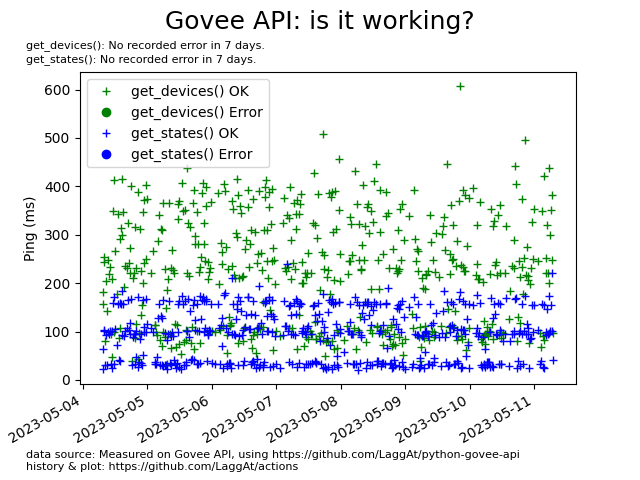 Govee API: is it working?
get_devices(): No recorded error in 7 days.
get_states(): No recorded error in 7 days.
get_devices() OK
get_devices() Error
get_states() OK
get_states() Error
Ping (ms)
600
500
400
300
200
100
0
2023-05-04
2023-05-05
2023-05-06
2023-05-07
2023-05-08
2023-05-09
2023-05-10
2023-05-11
data source: Measured on Govee API, using https://github.com/LaggAt/python-govee-api
history & plot: https://github.com/LaggAt/actions